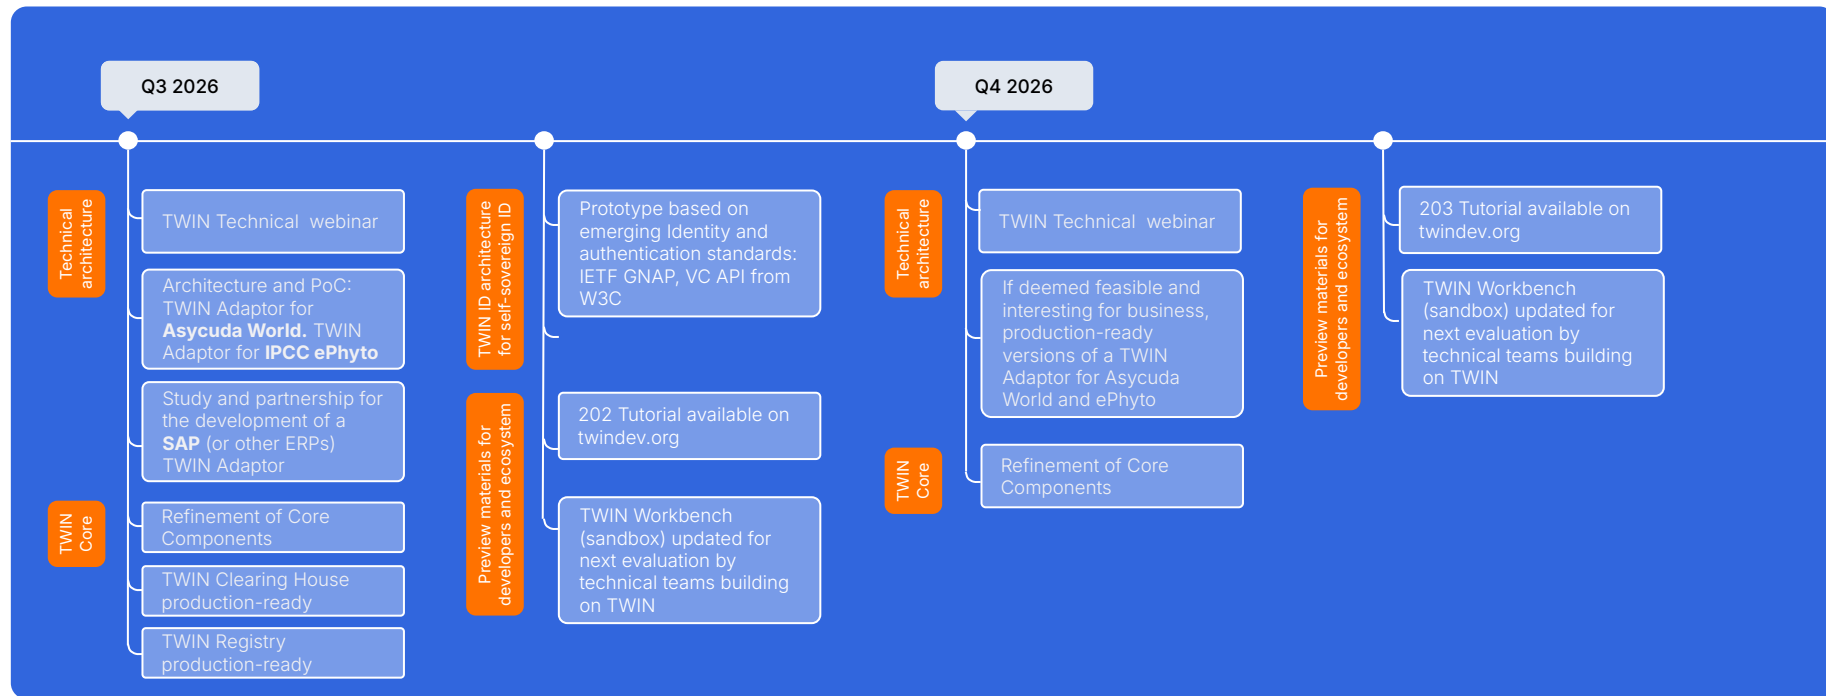 Q3 2026
Technical
architecture
TWIN Technical  webinar
Architecture and PoC:
TWIN Adaptor for
Asycuda World. TWIN
Adaptor for IPCC ePhyto
Study and partnership for
the development of a
SAP (or other ERPs)
TWIN Adaptor
TWIN
Core
Refinement of Core
Components
TWIN Clearing House
production-ready
TWIN Registry
production-ready
TWIN ID architecture
for self-sovereign ID
Prototype based on
emerging Identity and
authentication standards:
IETF GNAP, VC API from
W3C
Preview materials for
developers and ecosystem
202 Tutorial available on
twindev.org
TWIN Workbench
(sandbox) updated for
next evaluation by
technical teams building
on TWIN
Q4 2026
Technical
architecture
TWIN Technical  webinar
If deemed feasible and
interesting for business,
production-ready
versions of a TWIN
Adaptor for Asycuda
World and ePhyto
TWIN
Core
Refinement of Core
Components
Preview materials for
developers and ecosystem
203 Tutorial available on
twindev.org
TWIN Workbench
(sandbox) updated for
next evaluation by
technical teams building
on TWIN